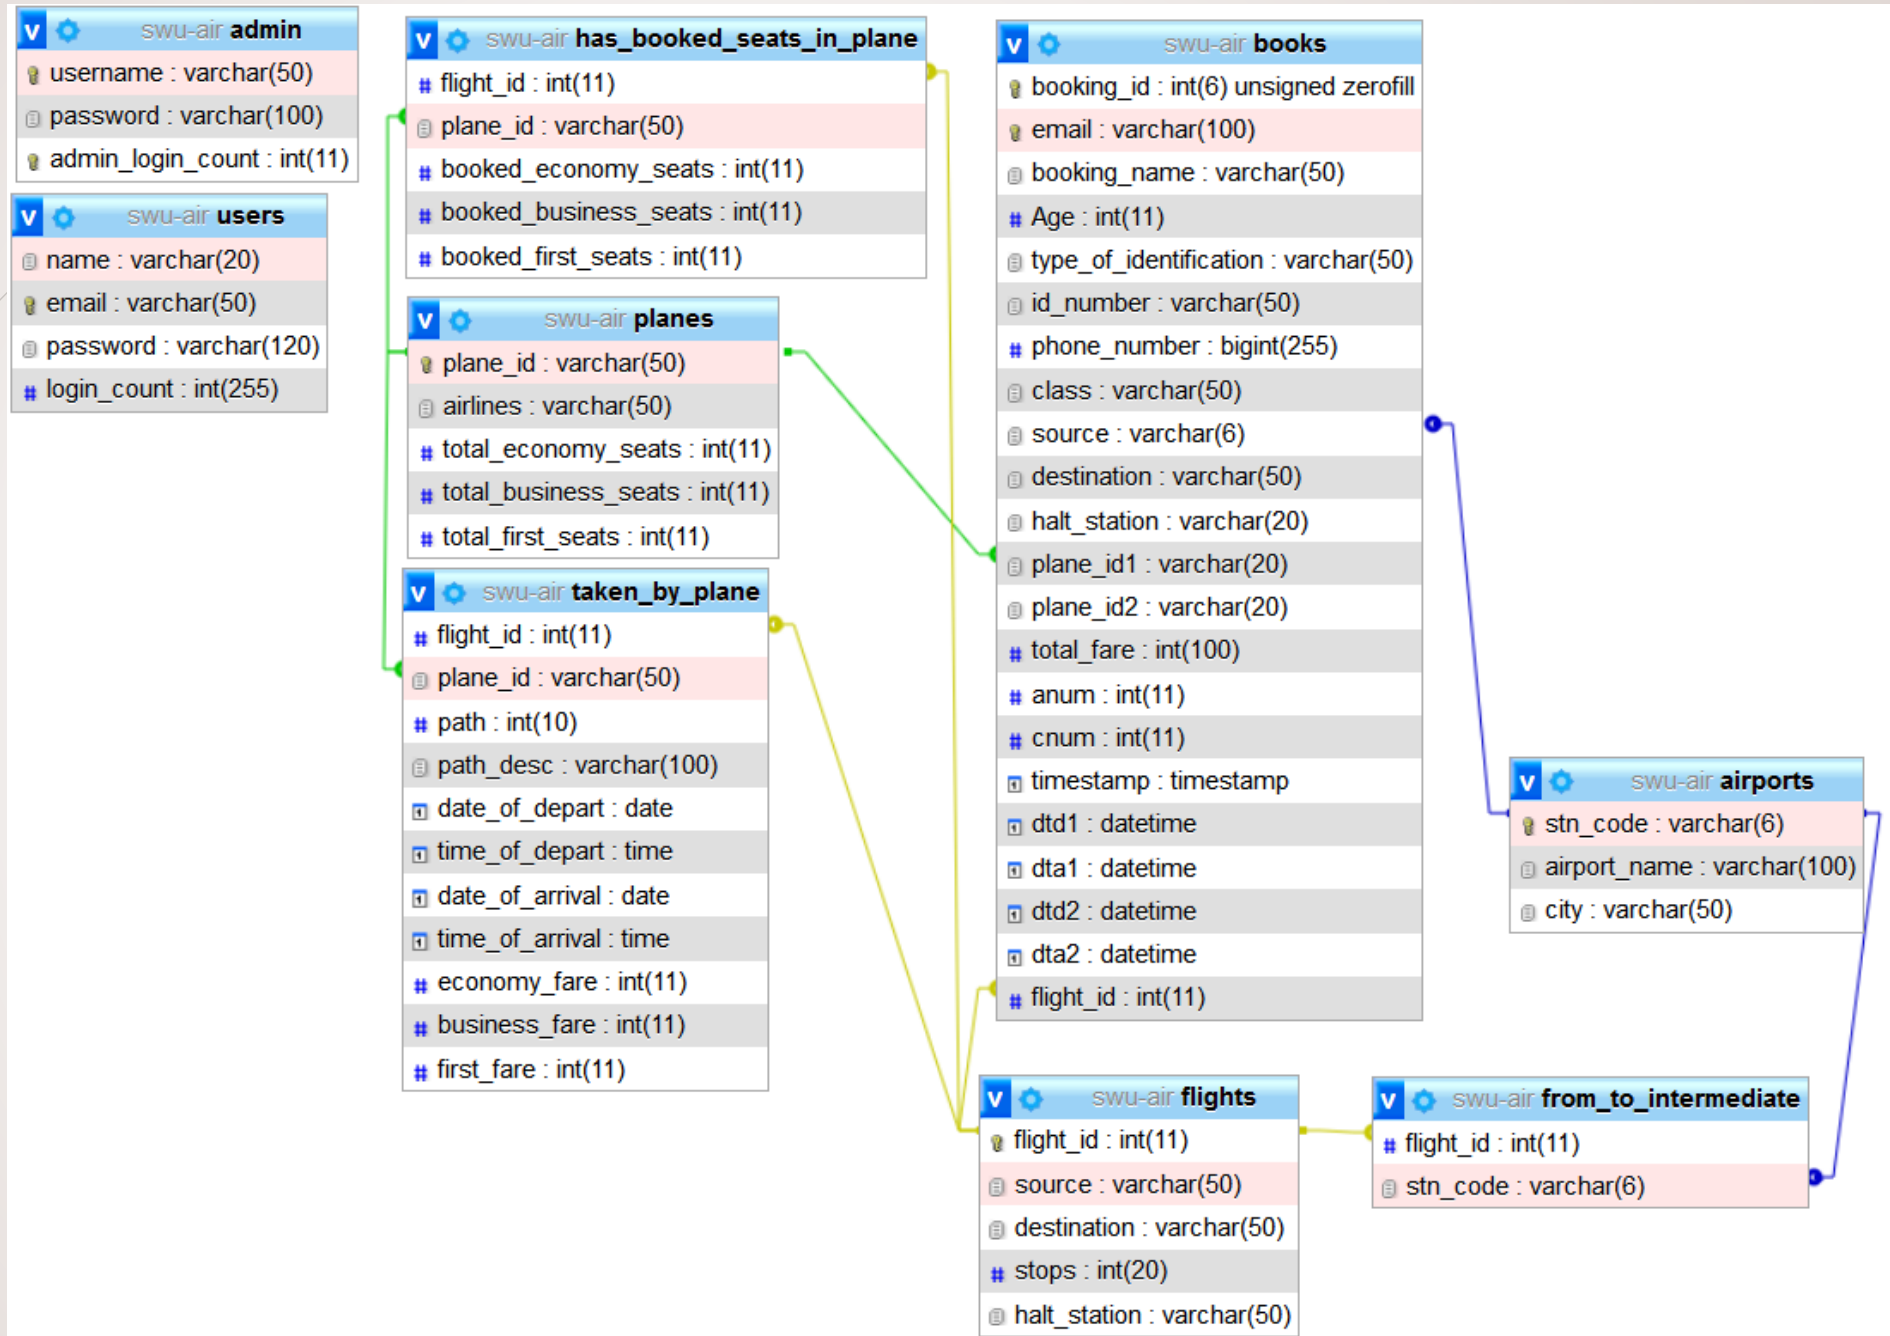 swu-air admin
username : varchar(50)
password : varchar(100)
admin_login_count : int(11)
swu-air users
name : varchar(20)
email : varchar(50)
password : varchar(120)
login_count : int(255)
swu-air has_booked_seats_in_plane
flight_id : int(11)
plane_id : varchar(50)
booked_economy_seats : int(11)
booked_business_seats : int(11)
booked_first_seats : int(11)
swu-air planes
plane_id : varchar(50)
airlines : varchar(50)
total_economy_seats : int(11)
total_business_seats : int(11)
total_first_seats : int(11)
swu-air taken_by_plane
flight_id : int(11)
plane_id : varchar(50)
path : int(10)
path_desc : varchar(100)
date_of_depart : date
time_of_depart : time
date_of_arrival : date
time_of_arrival : time
economy_fare : int(11)
business_fare : int(11)
first_fare : int(11)
swu-air books
booking_id : int(6) unsigned zerofill
email : varchar(100)
booking_name : varchar(50)
Age : int(11)
type_of_identification : varchar(50)
id_number : varchar(50)
phone_number : bigint(255)
class : varchar(50)
source : varchar(6)
destination : varchar(50)
halt_station : varchar(20)
plane_id1 : varchar(20)
plane_id2 : varchar(20)
total_fare : int(100)
anum : int(11)
cnum : int(11)
timestamp : timestamp
dtd1 : datetime
dta1 : datetime
dtd2 : datetime
dta2 : datetime
flight_id : int(11)
swu-air airports
stn_code : varchar(6)
airport_name : varchar(100)
city : varchar(50)
swu-air flights
flight_id : int(11)
source : varchar(50)
destination : varchar(50)
stops : int(20)
halt_station : varchar(50)
swu-air from_to_intermediate
flight_id : int(11)
stn_code : varchar(6)